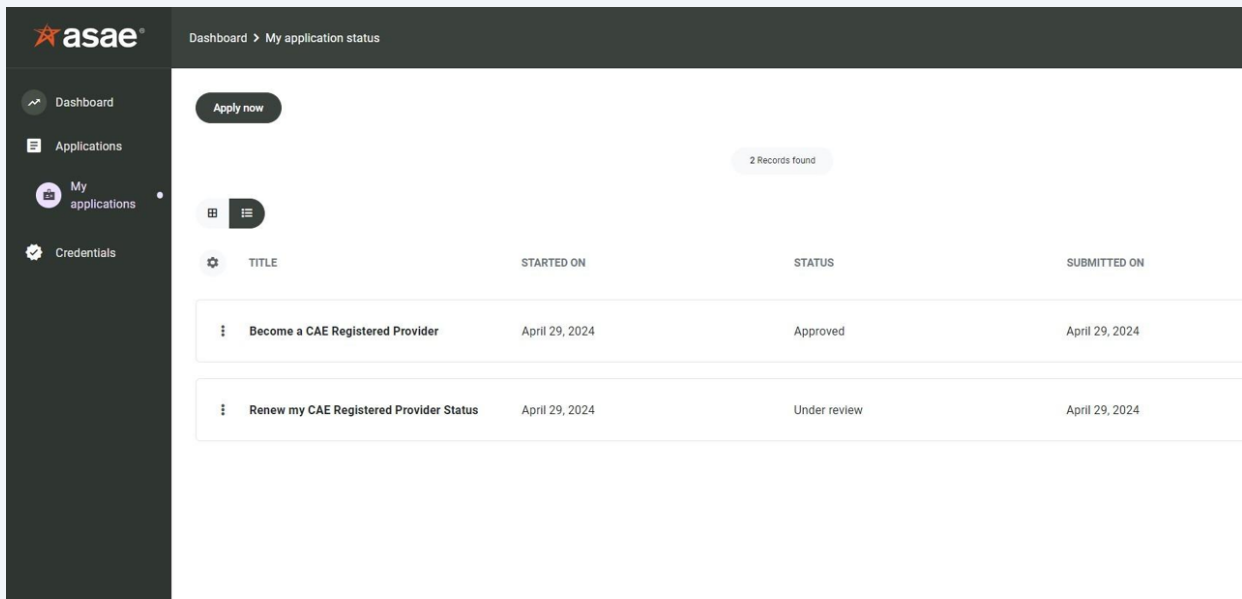 asae®
Dashboard > My application status
Dashboard
Applications
My
applications
Credentials
Apply now
2 Records found
TITLE STARTED ON STATUS SUBMITTED ON
Become a CAE Registered Provider April 29, 2024 Approved April 29, 2024
Renew my CAE Registered Provider Status April 29, 2024 Under review April 29, 2024